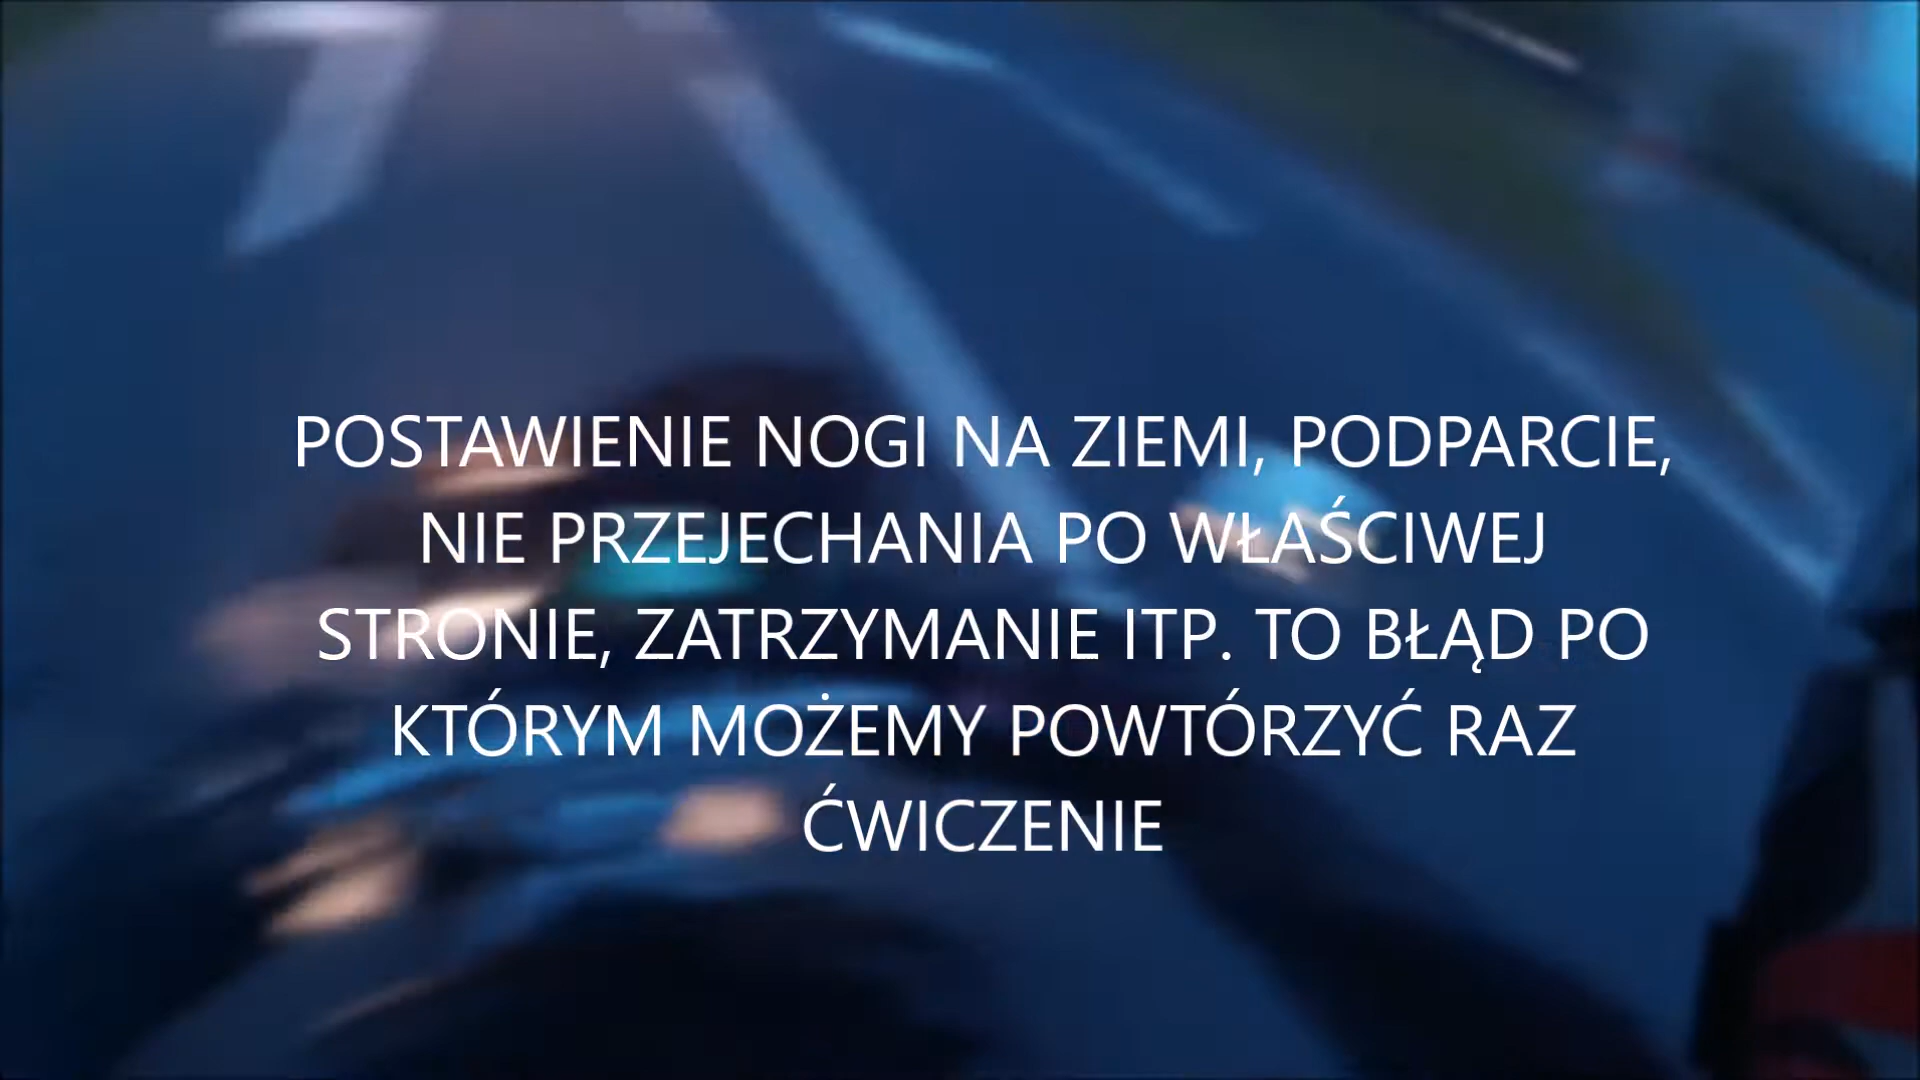 POSTAWIENIE NOGI NA ZIEMI, PODPARCIE,
NIE PRZEJECHANIA PO WŁAŚCIWEJ
STRONIE, ZATRZYMANIE ITP. TO BŁĄD PO
KTÓRYM MOŻEMY POWTÓRZYĆ RAZ
ĆWICZENIE